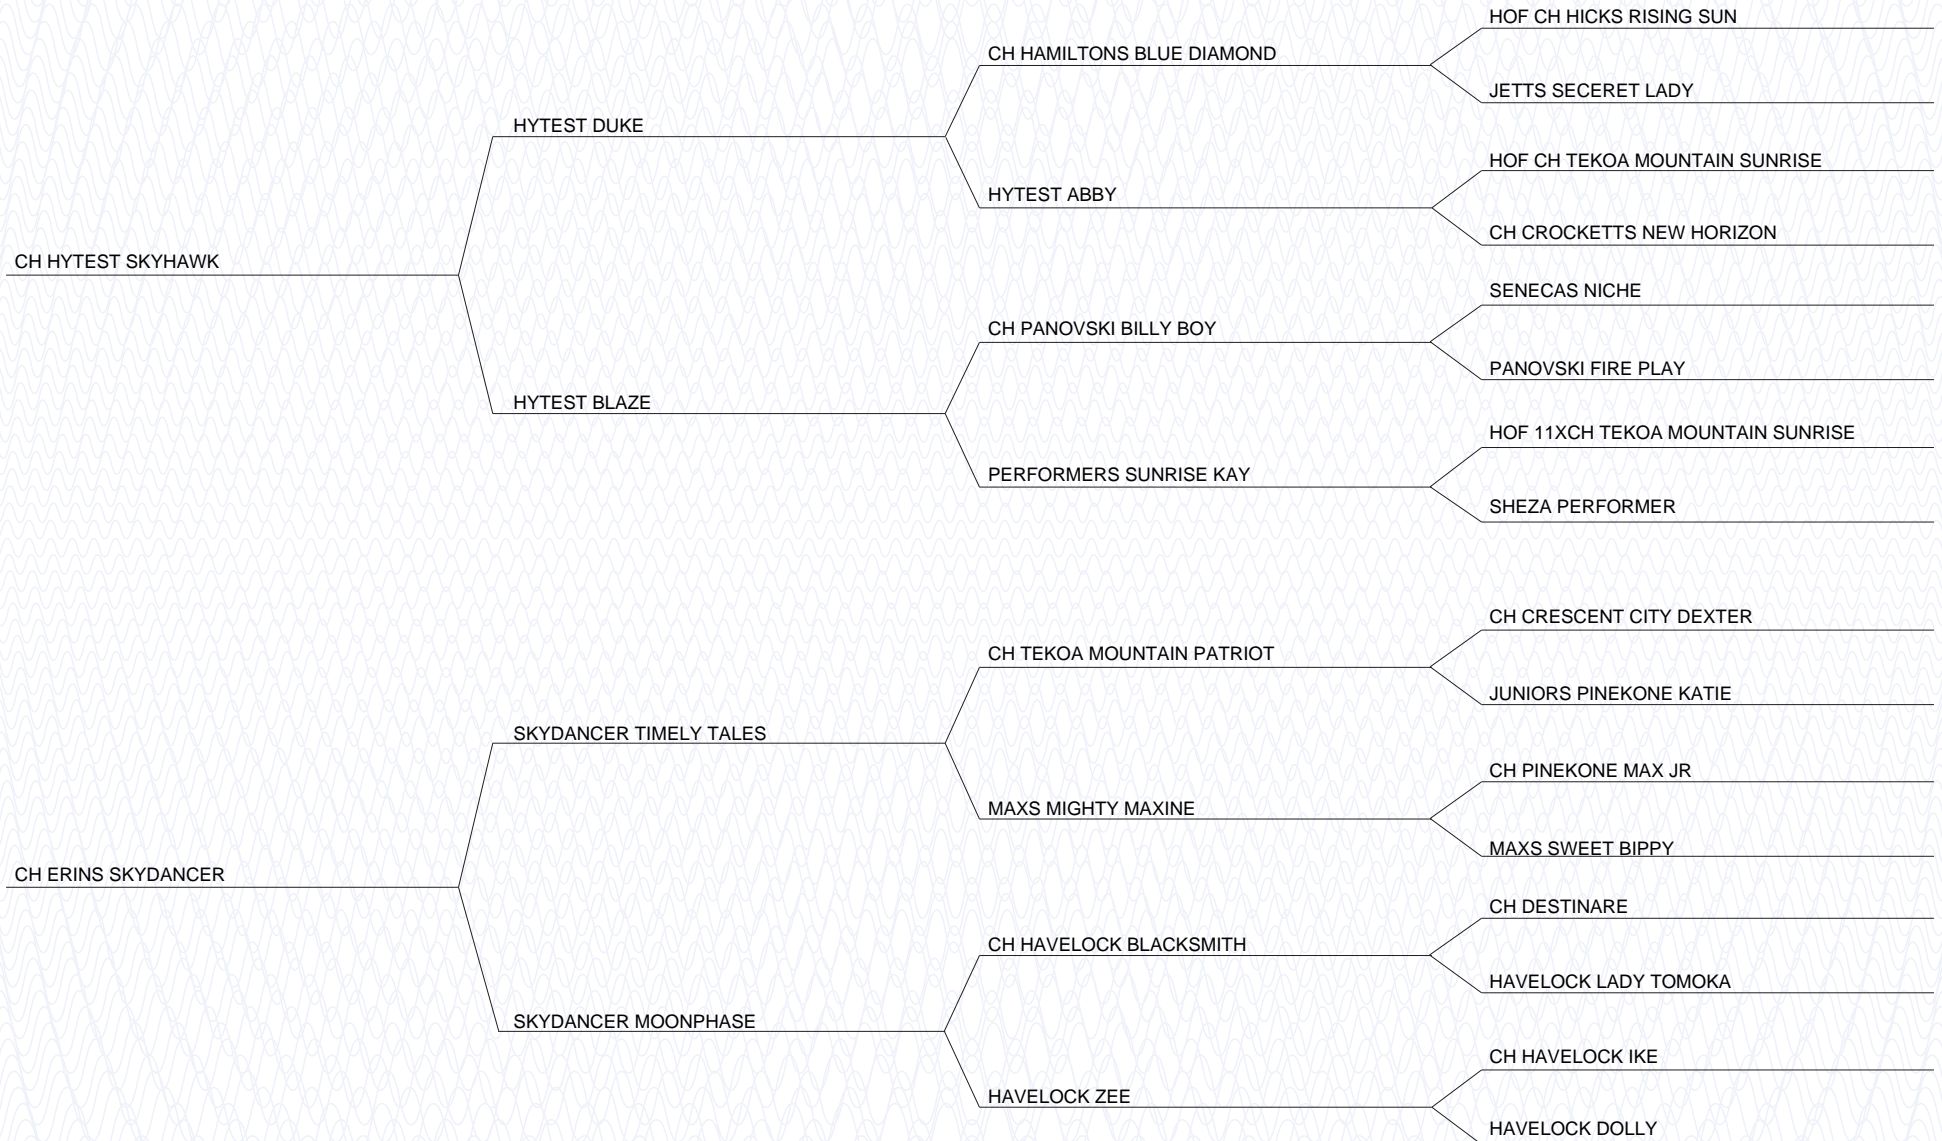 HOF CH HICKS RISING SUN
CH HAMILTONS BLUE DIAMOND
JETTS SECERET LADY
HYTEST DUKE
HOF CH TEKOA MOUNTAIN SUNRISE
HYTEST ABBY
CH CROCKETTS NEW HORIZON
CH HYTEST SKYHAWK
SENECAS NICHE
CH PANOVSKI BILLY BOY
PANOVSKI FIRE PLAY
HYTEST BLAZE
HOF 11XCH TEKOA MOUNTAIN SUNRISE
PERFORMERS SUNRISE KAY
SHEZA PERFORMER
CH CRESCENT CITY DEXTER
CH TEKOA MOUNTAIN PATRIOT
JUNIORS PINEKONE KATIE
SKYDANCER TIMELY TALES
CH PINEKONE MAX JR
MAXS MIGHTY MAXINE
MAXS SWEET BIPPY
CH ERINS SKYDANCER
CH DESTINARE
CH HAVELOCK BLACKSMITH
HAVELOCK LADY TOMOKA
SKYDANCER MOONPHASE
CH HAVELOCK IKE
HAVELOCK ZEE
HAVELOCK DOLLY